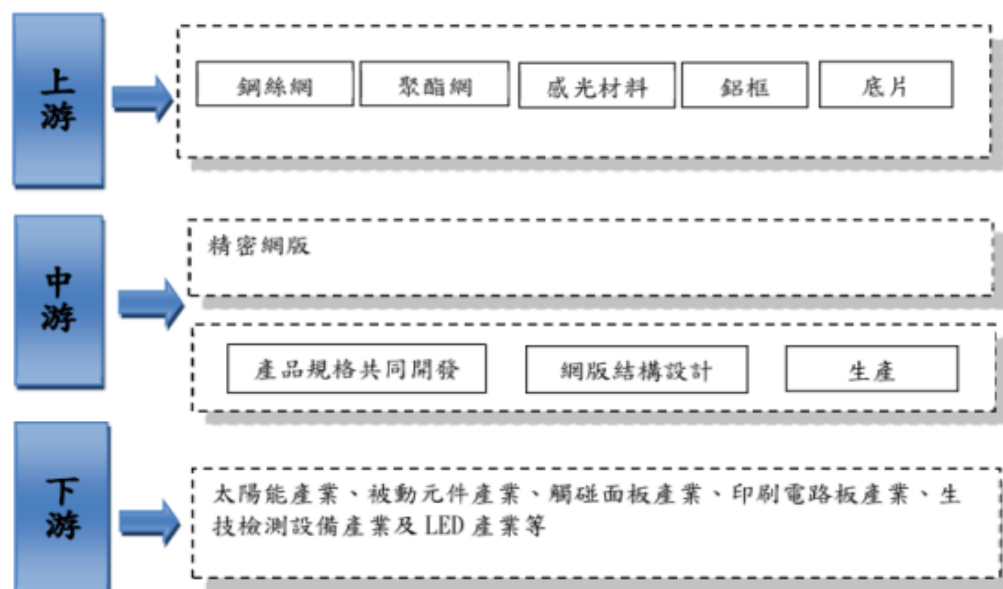 上游
鋼絲網
聚酯網
感光材料
鋁框
底片
中游
精密網版
產品規格共同開發
網版結構設計
生產
下游
太陽能產業、被動元件產業、觸碰面板產業、印刷電路板產業、生
技檢測設備產業及 LED 產業等